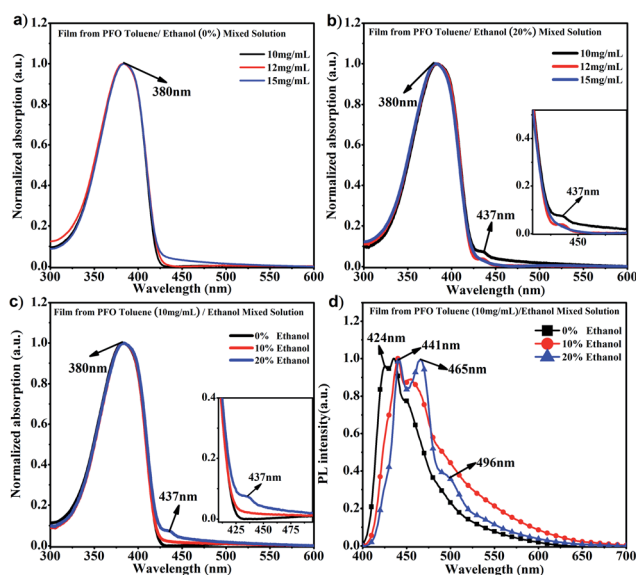 a)
Film from PFO Toluene/ Ethanol (0%) Mixed Solution
10mg/mL
12mg/mL
15mg/mL
380nm
Normalized absorption (a.u.)
1.0
0.8
0.6
0.4
0.2
0.0
300 350 400 450 500 550 600
Wavelength (nm)
b)
Film from PFO Toluene/ Ethanol (20%) Mixed Solution
10mg/mL
12mg/mL
15mg/mL
380nm
437nm
Normalized absorption (a.u.)
1.0
0.8
0.6
0.4
0.2
0.0
300 350 400 450 500 550 600
Wavelength (nm)
0.4
0.2
0.0
437nm
450
c)
Film from PFO Toluene (10mg/mL) / Ethanol Mixed Solution
0% Ethanol
10% Ethanol
20% Ethanol
380nm
437nm
Normalized absorption (a.u.)
1.0
0.8
0.6
0.4
0.2
0.0
300 350 400 450 500 550 600
Wavelength (nm)
0.4
0.2
0.0
437nm
425 450 475
d)
Film from PFO Toluene (10mg/mL)/Ethanol Mixed Solution
424nm
441nm
465nm
496nm
0% Ethanol
10% Ethanol
20% Ethanol
PL intensity(a.u.)
1.0
0.8
0.6
0.4
0.2
0.0
400 450 500 550 600 650 700
Wavelength (nm)